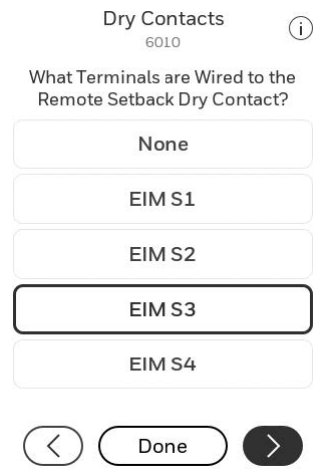 Dry Contacts
6010
What Terminals are Wired to the
Remote Setback Dry Contact?
None
EIM S1
EIM S2
EIM S3
EIM S4
Done